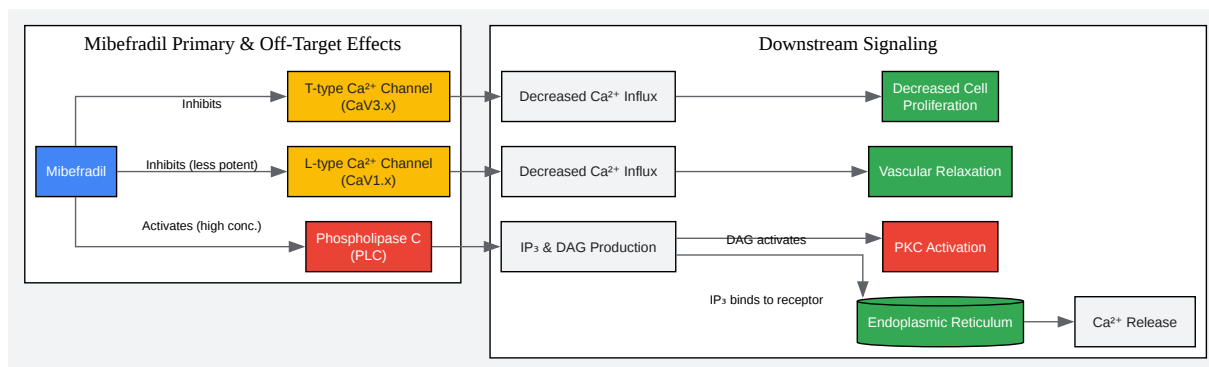 Mibefradil Primary & Off-Target Effects
Downstream Signaling
T-type Ca²⁺ Channel
(CaV3.x)
Inhibits
Decreased Ca²⁺ Influx
Decreased Cell
Proliferation
Mibefradil
Inhibits (less potent)
L-type Ca²⁺ Channel
(CaV1.x)
Decreased Ca²⁺ Influx
Vascular Relaxation
Activates (high conc.)
Phospholipase C
(PLC)
IP₃ & DAG Production
DAG activates
PKC Activation
IP₃ binds to receptor
Endoplasmic Reticulum
Ca²⁺ Release